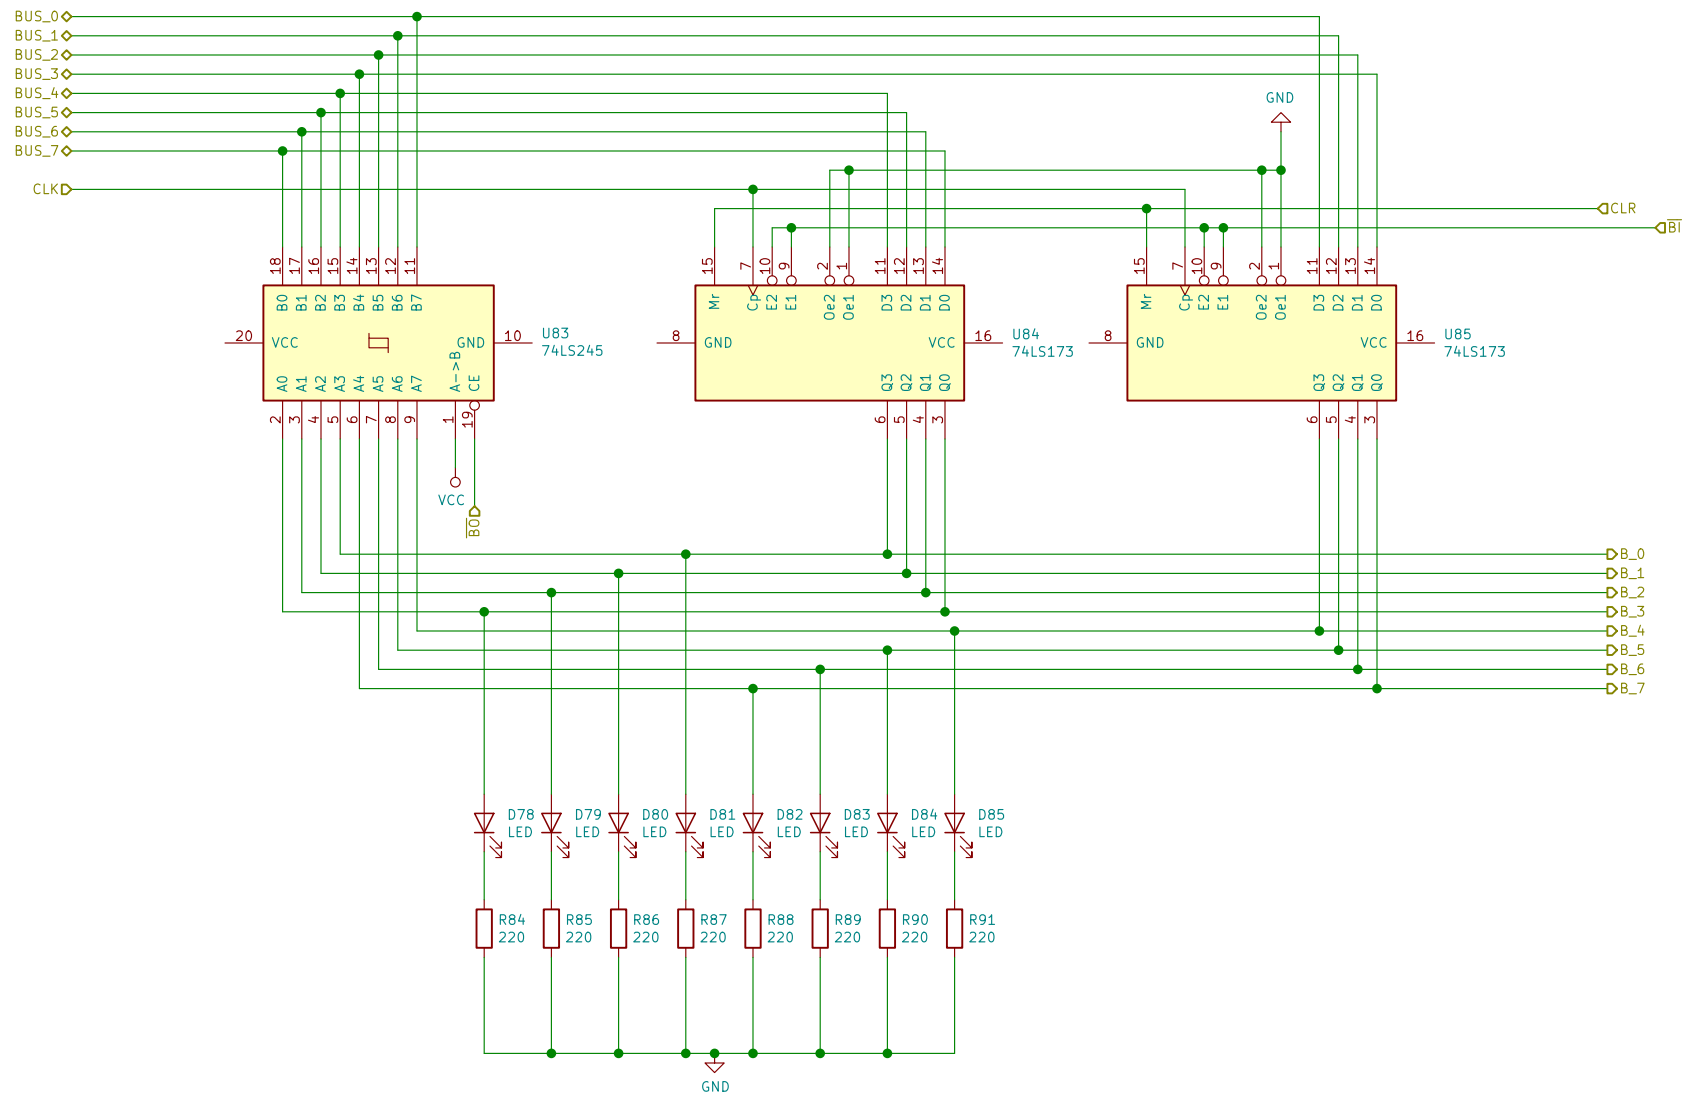 BUS_0
BUS_1
BUS_2
BUS_3
BUS_4
BUS_5
BUS_6
BUS_7
CLK
GND
CLR
BI
18 17 16 15 14 13 12 11
B0 B1 B2 B3 B4 B5 B6 B7
20 VCC
GND 10
A0 A1 A2 A3 A4 A5 A6 A7 A->B CE
2 3 4 5 6 7 8 9 1 19
U83
74LS245
VCC
BO
15 7 10 9 2 1 11 12 13 14
Mr Cp E2 E1 Oe2 Oe1 D3 D2 D1 D0
8 GND
VCC 16
Q3 Q2 Q1 Q0
6 5 4 3
U84
74LS173
15 7 10 9 2 1 11 12 13 14
Mr Cp E2 E1 Oe2 Oe1 D3 D2 D1 D0
8 GND
VCC 16
Q3 Q2 Q1 Q0
6 5 4 3
U85
74LS173
B_0
B_1
B_2
B_3
B_4
B_5
B_6
B_7
D78
LED
D79
LED
D80
LED
D81
LED
D82
LED
D83
LED
D84
LED
D85
LED
R84
220
R85
220
R86
220
R87
220
R88
220
R89
220
R90
220
R91
220
GND